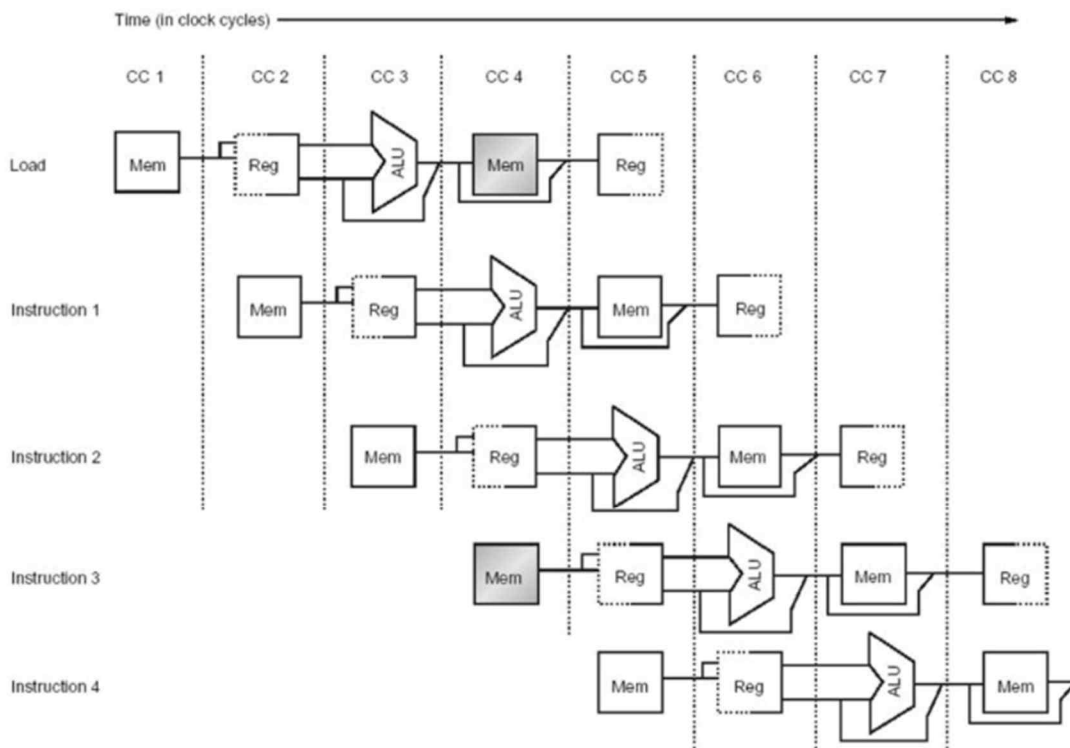 Time (in clock cycles)
CC 1 CC 2 CC 3 CC 4 CC 5 CC 6 CC 7 CC 8
Load Mem Reg ALU Mem Reg
Instruction 1 Mem Reg ALU Mem Reg
Instruction 2 Mem Reg ALU Mem Reg
Instruction 3 Mem Reg ALU Mem Reg
Instruction 4 Mem Reg ALU Mem